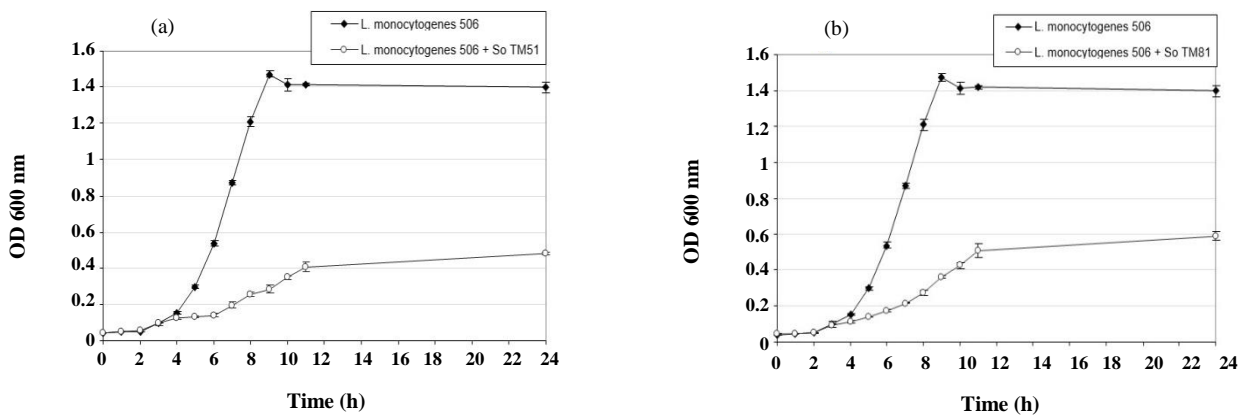 (a)
L. monocytogenes 506
L. monocytogenes 506 + So TM51
1.6
1.4
1.2
1
0.8
0.6
0.4
0.2
0
OD 600 nm
0 2 4 6 8 10 12 14 16 18 20 22 24
Time (h)
(b)
L. monocytogenes 506
L. monocytogenes 506 + So TM81
1.6
1.4
1.2
1
0.8
0.6
0.4
0.2
0
OD 600 nm
0 2 4 6 8 10 12 14 16 18 20 22 24
Time (h)